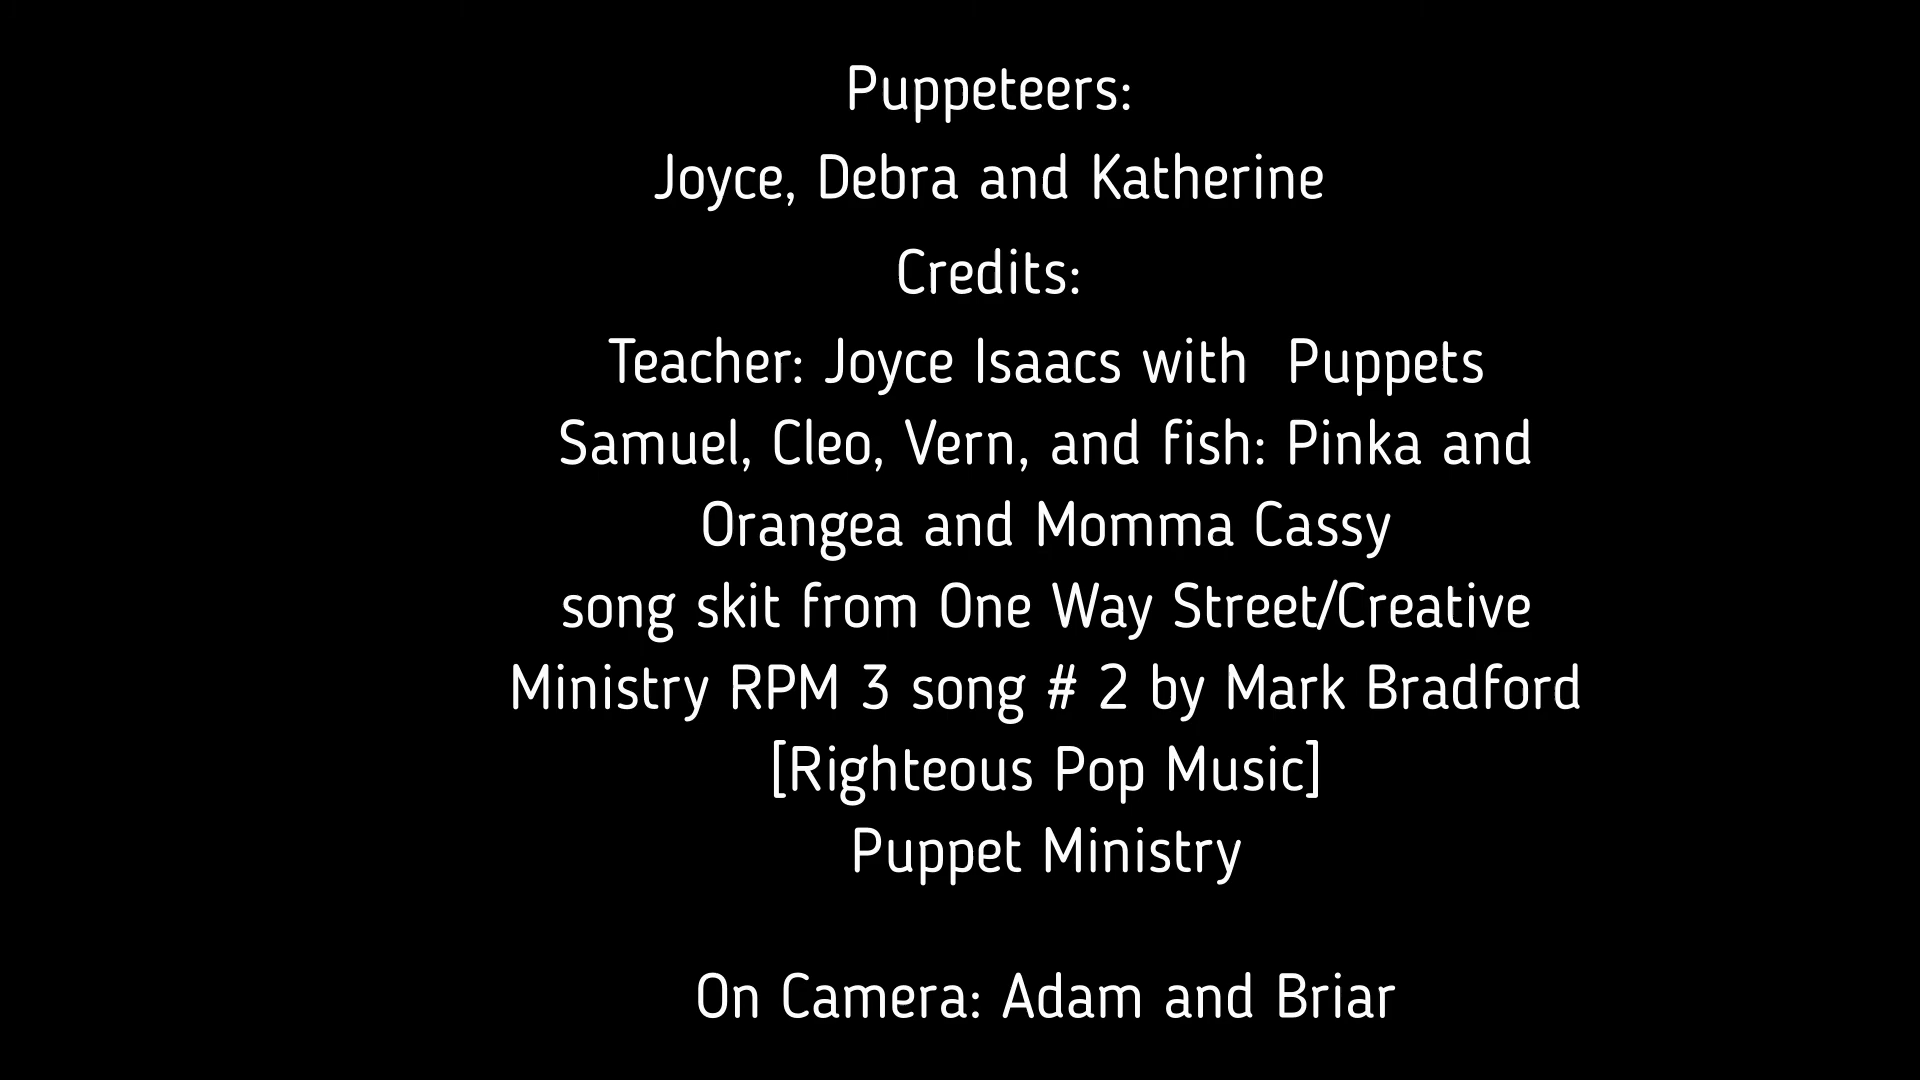 Puppeteers:
Joyce, Debra and Katherine
Credits:
Teacher: Joyce Isaacs with  Puppets
Samuel, Cleo, Vern, and fish: Pinka and
Orangea and Momma Cassy
song skit from One Way Street/Creative
Ministry RPM 3 song # 2 by Mark Bradford
[Righteous Pop Music]
Puppet Ministry
On Camera: Adam and Briar